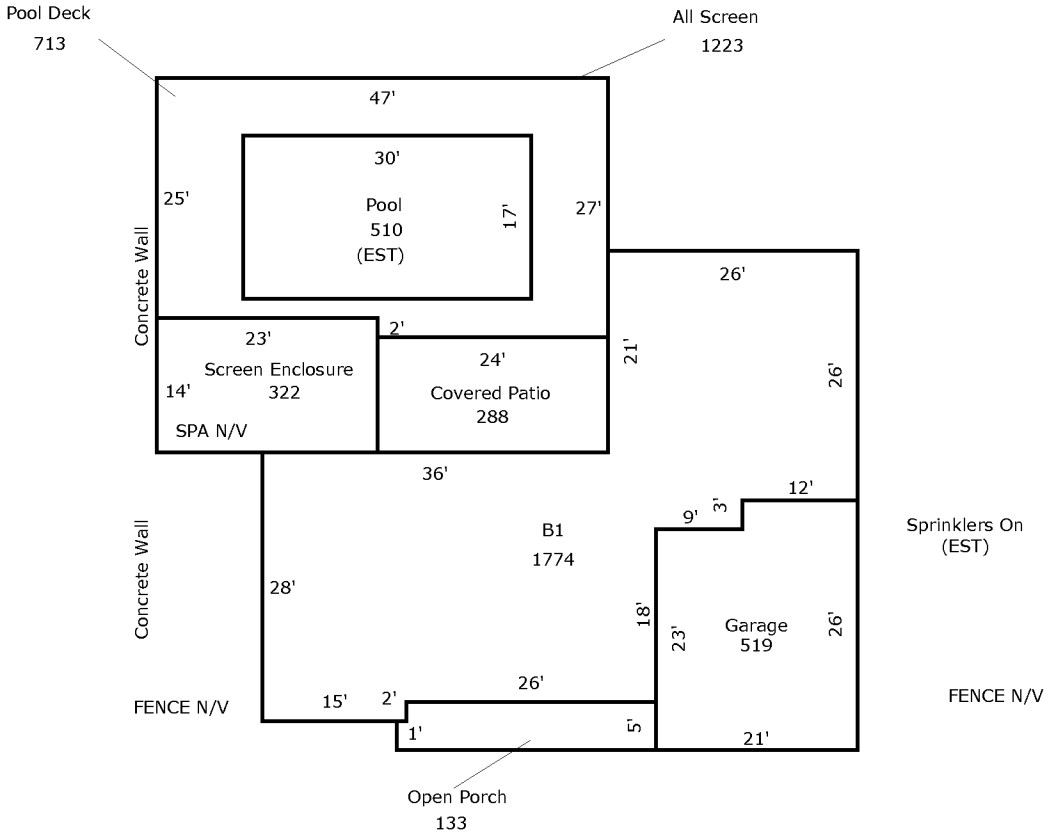 Pool Deck
713
All Screen
1223
47'
30'
25'
Pool
510
(EST)
17'
27'
Concrete Wall
26'
2'
23'
24'
21'
26'
Screen Enclosure
322
14'
Covered Patio
288
SPA N/V
36'
12'
3'
9'
B1
1774
Sprinklers On
(EST)
Concrete Wall
28'
18'
23'
Garage
519
26'
26'
15'
2'
FENCE N/V
FENCE N/V
1'
5'
21'
Open Porch
133